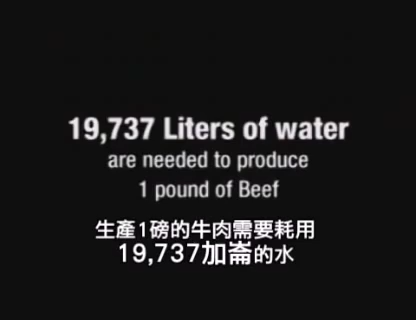 19,737 Liters of water
are needed to produce
1 pound of Beef
生產1磅的牛肉需要耗用
19,737加崙的水